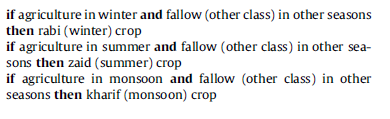 if agriculture in winter and fallow (other class) in other seasons
then rabi (winter) crop
if agriculture in summer and fallow (other class) in other sea-
sons then zaid (summer) crop
if agriculture in monsoon and fallow (other class) in other
seasons then kharif (monsoon) crop